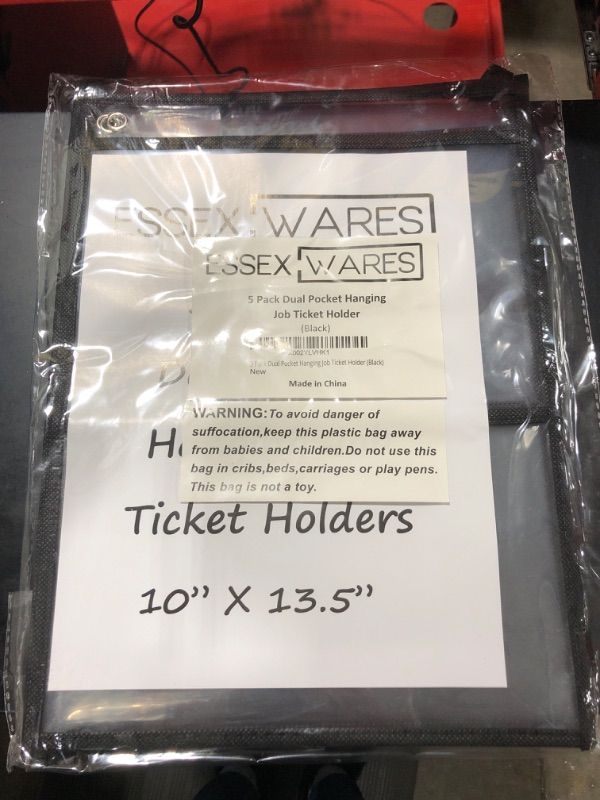 ESSEX WARES
ESSEX WARES
5 Pack Dual Pocket Hanging
Job Ticket Holder
(Black)
New
Made in China
WARNING:To avoid danger of
suffocation,keep this plastic bag away
from babies and children.Do not use this
bag in cribs,beds,carriages or play pens.
This bag is not a toy.
Ticket Holders
10” X 13.5”